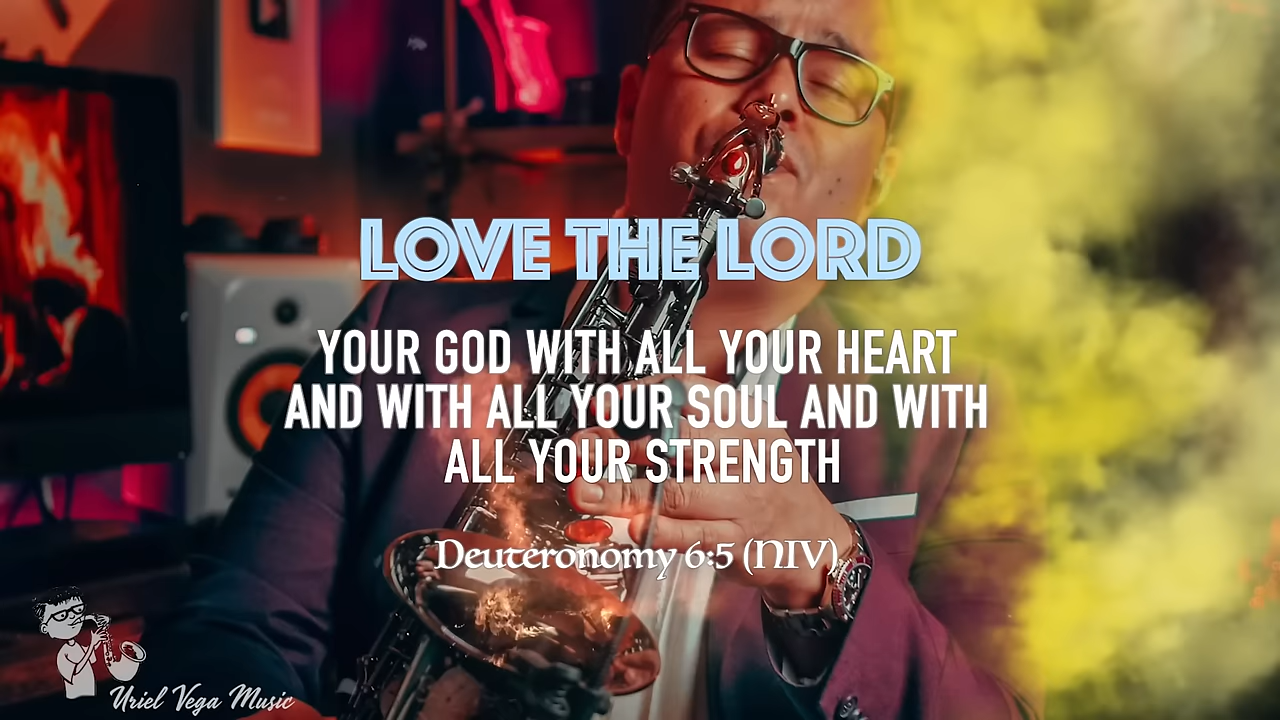 LOVE THE LORD
YOUR GOD WITH ALL YOUR HEART
AND WITH ALL YOUR SOUL AND WITH
ALL YOUR STRENGTH
Deuteronomy 6:5 (NIV)
Uriel Vega Music